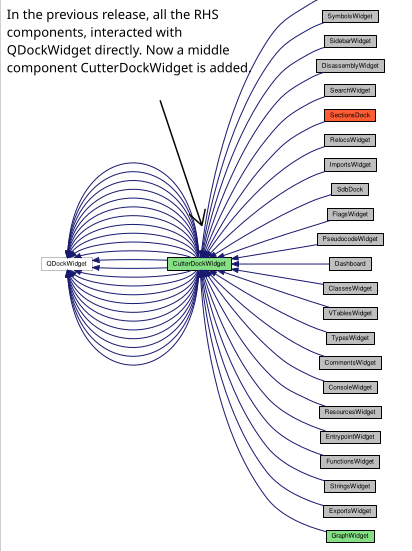 In the previous release, all the RHS
components, interacted with
QDockWidget directly. Now a middle
component CutterDockWidget is added.
SymbolsWidget
SidebarWidget
DisassemblyWidget
SearchWidget
SectionsDock
RelocsWidget
ImportsWidget
SdbDock
FlagsWidget
PseudocodeWidget
QDockWidget
CutterDockWidget
Dashboard
ClassesWidget
VTablesWidget
TypesWidget
CommentsWidget
ConsoleWidget
ResourcesWidget
EntrypointWidget
FunctionsWidget
StringsWidget
ExportsWidget
GraphWidget